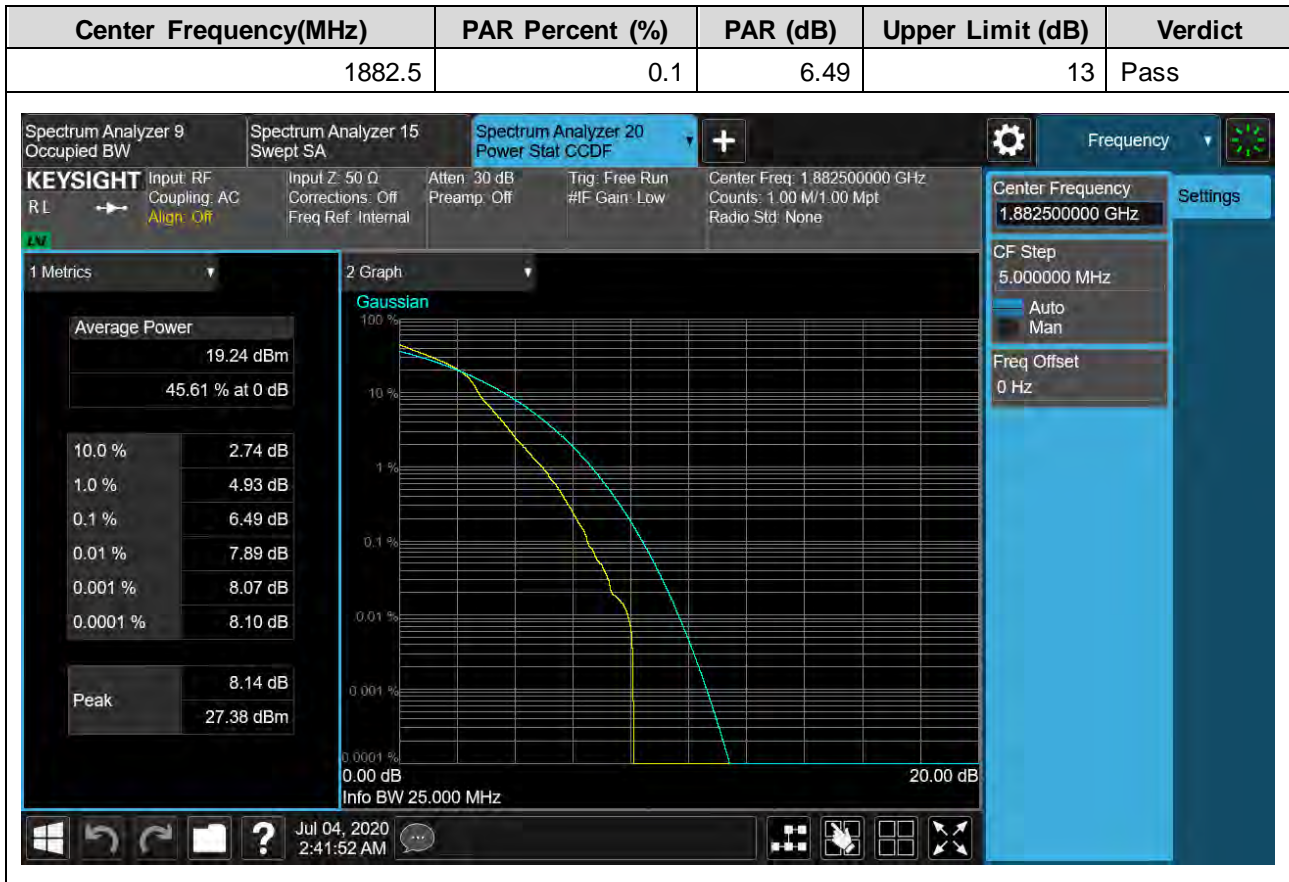 Center Frequency(MHz) PAR Percent (%) PAR (dB) Upper Limit (dB) Verdict
1882.5 0.1 6.49 13 Pass
Spectrum Analyzer 9
Occupied BW
Spectrum Analyzer 15
Swept SA
Spectrum Analyzer 20
Power Stat CCDF
Frequency
KEYSIGHT
RL
Input: RF
Coupling: AC
Align: Off
Input Z: 50 Ω
Corrections: Off
Freq Ref: Internal
Atten: 30 dB
Preamp: Off
Trig: Free Run
#IF Gain: Low
Center Freq: 1.882500000 GHz
Counts: 1.00 M/1.00 Mpt
Radio Std: None
LNI
Center Frequency
1.882500000 GHz
Settings
CF Step
5.000000 MHz
Auto
Man
Freq Offset
0 Hz
1 Metrics
Average Power
19.24 dBm
45.61 % at 0 dB
10.0 % 2.74 dB
1.0 % 4.93 dB
0.1 % 6.49 dB
0.01 % 7.89 dB
0.001 % 8.07 dB
0.0001 % 8.10 dB
Peak
8.14 dB
27.38 dBm
2 Graph
Gaussian
100 %
10 %
1 %
0.1 %
0.01 %
0.001 %
0.0001 %
0.00 dB 20.00 dB
Info BW 25.000 MHz
?
Jul 04, 2020
2:41:52 AM